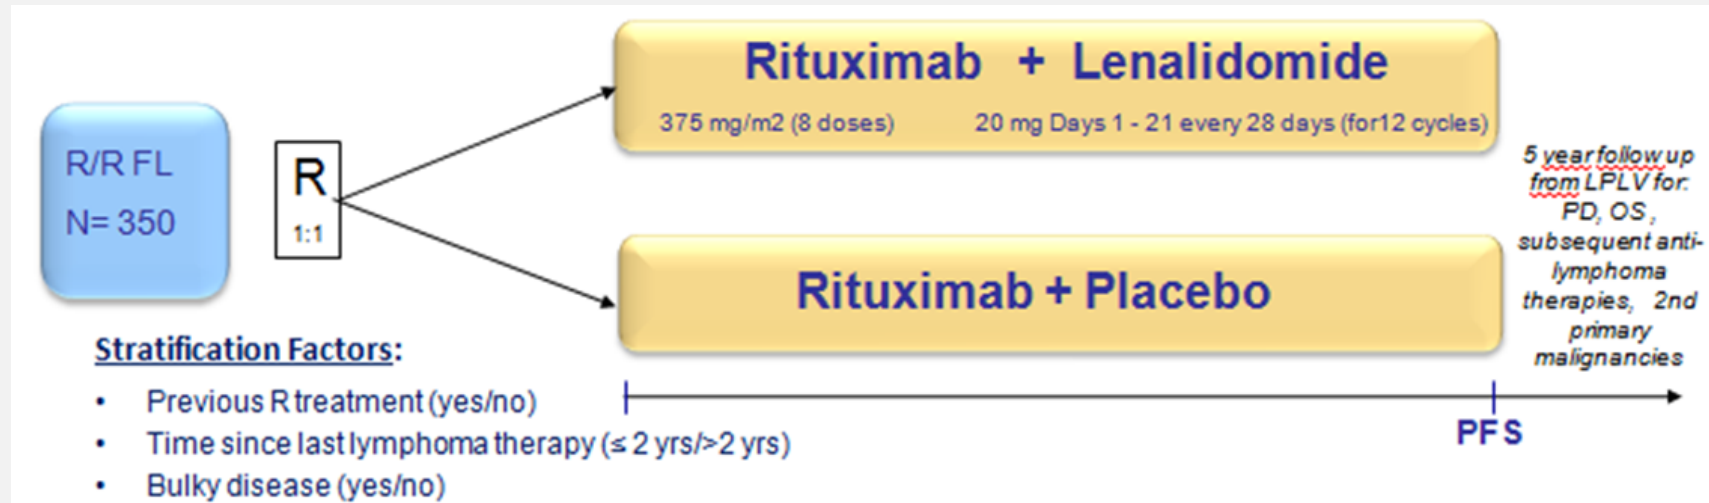 Rituximab + Lenalidomide
375 mg/m2 (8 doses) 20 mg Days 1 - 21 every 28 days (for12 cycles)
R/R FL
N= 350
R
1:1
Rituximab + Placebo
5 year follow up
from LPLV for:
PD, OS ,
subsequent anti-
lymphoma
therapies, 2nd
primary
malignancies
PFS
Stratification Factors:
• Previous R treatment (yes/no)
• Time since last lymphoma therapy (≤ 2 yrs/>2 yrs)
• Bulky disease (yes/no)